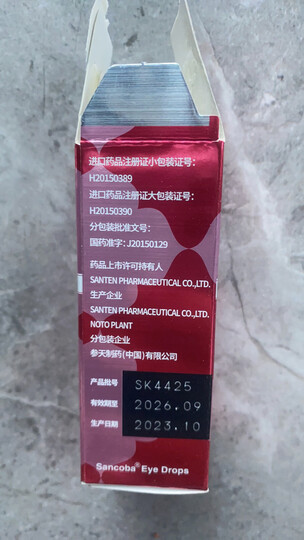 进口药品注册证小包装证号：
H20150389
进口药品注册证大包装证号：
H20150390
分包装批准文号：
国药准字：J20150129
药品上市许可持有人
SANTEN PHARMACEUTICAL CO.,LTD.
生产企业
SANTEN PHARMACEUTICAL CO.,LTD.
NOTO PLANT
分包装企业
参天制药(中国)有限公司
产品批号 SK4425
有效期至 2026.09
生产日期 2023.10
Sancoba® Eye Drops